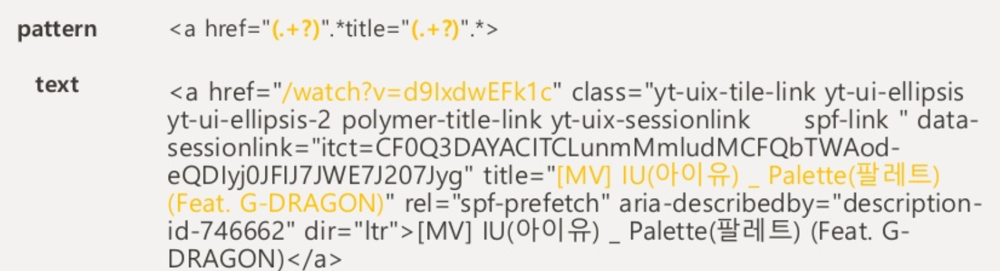 pattern <a href="(.+?)".*title="(.+?)".*>
text <a href="/watch?v=d9IxdwEFk1c" class="yt-uix-tile-link yt-ui-ellipsis
yt-ui-ellipsis-2 polymer-title-link yt-uix-sessionlink      spf-link " data-
sessionlink="itct=CF0Q3DAYACITCLunmMmludMCFQbTWAod-
eQDIyj0JFIJ7JWE7J207Jyg" title="[MV] IU(아이유) _ Palette(팔레트)
(Feat. G-DRAGON)" rel="spf-prefetch" aria-describedby="description-
id-746662" dir="ltr">[MV] IU(아이유) _ Palette(팔레트) (Feat. G-
DRAGON)</a>